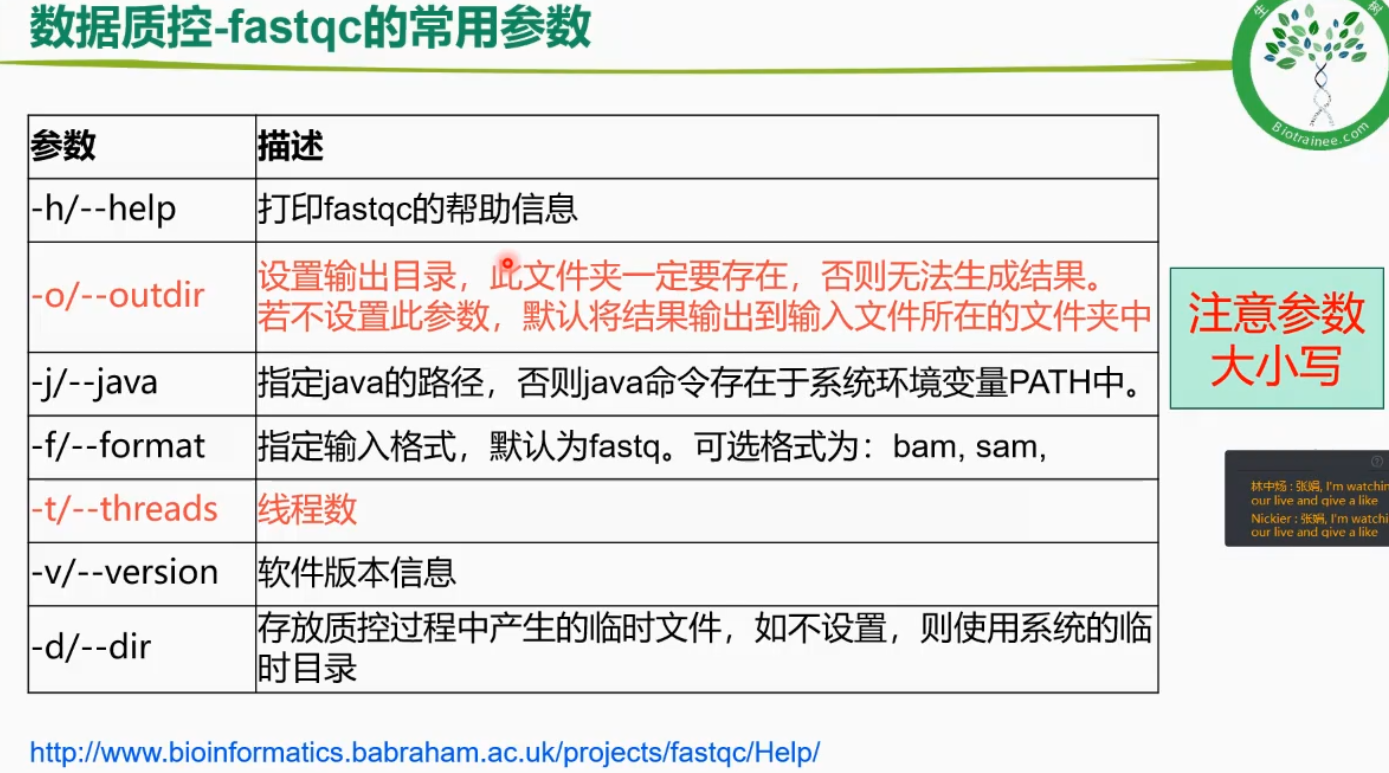 数据质控-fastqc的常用参数
生
树
Biotrainee.com
参数 描述
-h/--help 打印fastqc的帮助信息
-o/--outdir 设置输出目录，此文件夹一定要存在，否则无法生成结果。
若不设置此参数，默认将结果输出到输入文件所在的文件夹中
-j/--java 指定java的路径，否则java命令存在于系统环境变量PATH中。
-f/--format 指定输入格式，默认为fastq。可选格式为：bam, sam,
-t/--threads 线程数
-v/--version 软件版本信息
-d/--dir 存放质控过程中产生的临时文件，如不设置，则使用系统的临
时目录
注意参数
大小写
林中炀 : 张娟, I'm watchin
our live and give a like
Nickier : 张娟, I'm watchi
our live and give a like
http://www.bioinformatics.babraham.ac.uk/projects/fastqc/Help/